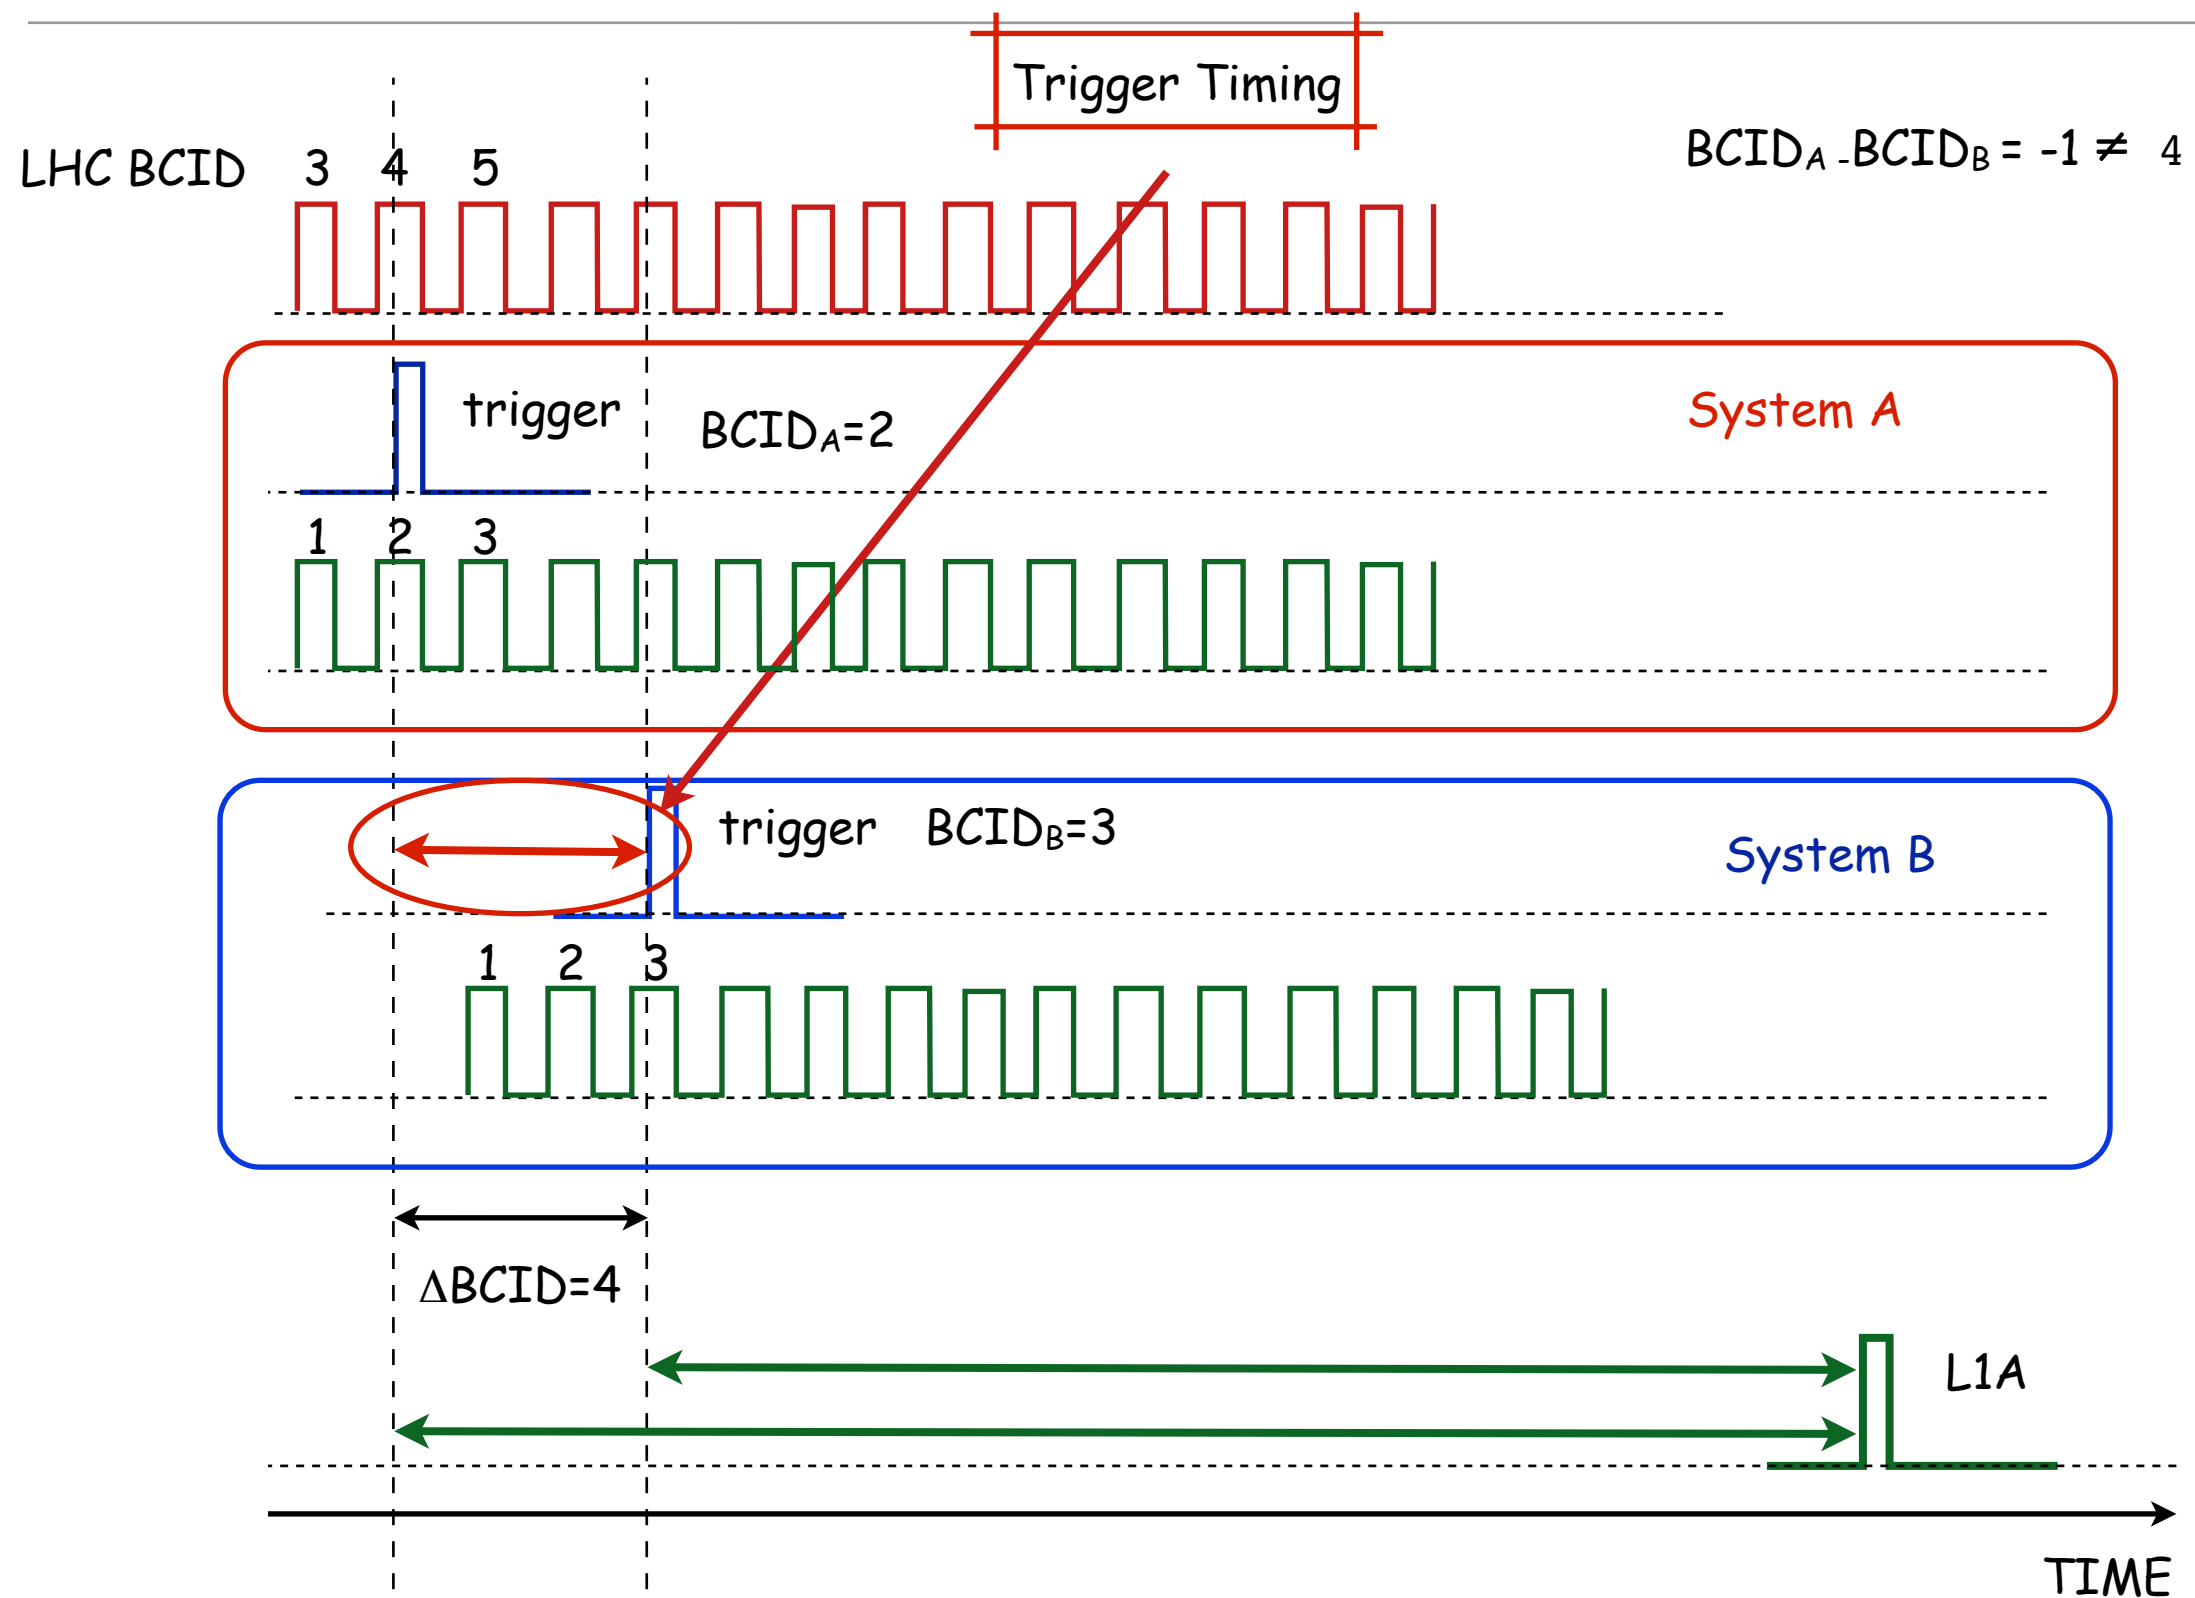 Trigger Timing
BCIDA -BCIDB = -1 ≠ 4
LHC BCID 3 4 5
trigger BCIDA=2 System A
1 2 3
trigger BCIDB=3 System B
1 2 3
ΔBCID=4
L1A
TIME